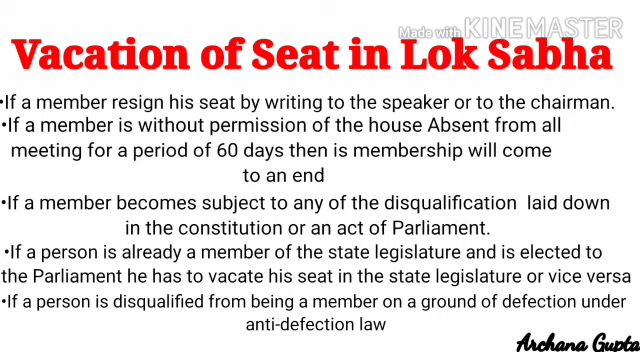 Made with KINEMASTER
Vacation of Seat in Lok Sabha
•If a member resign his seat by writing to the speaker or to the chairman.
•If a member is without permission of the house Absent from all
meeting for a period of 60 days then is membership will come
to an end
•If a member becomes subject to any of the disqualification laid down
in the constitution or an act of Parliament.
•If a person is already a member of the state legislature and is elected to
the Parliament he has to vacate his seat in the state legislature or vice versa
•If a person is disqualified from being a member on a ground of defection under
anti-defection law
Archana Gupta